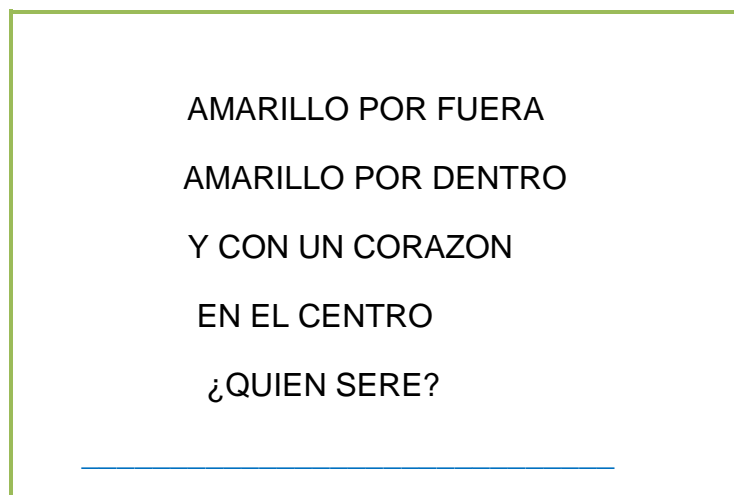 AMARILLO POR FUERA
AMARILLO POR DENTRO
Y CON UN CORAZON
EN EL CENTRO
¿QUIEN SERE?